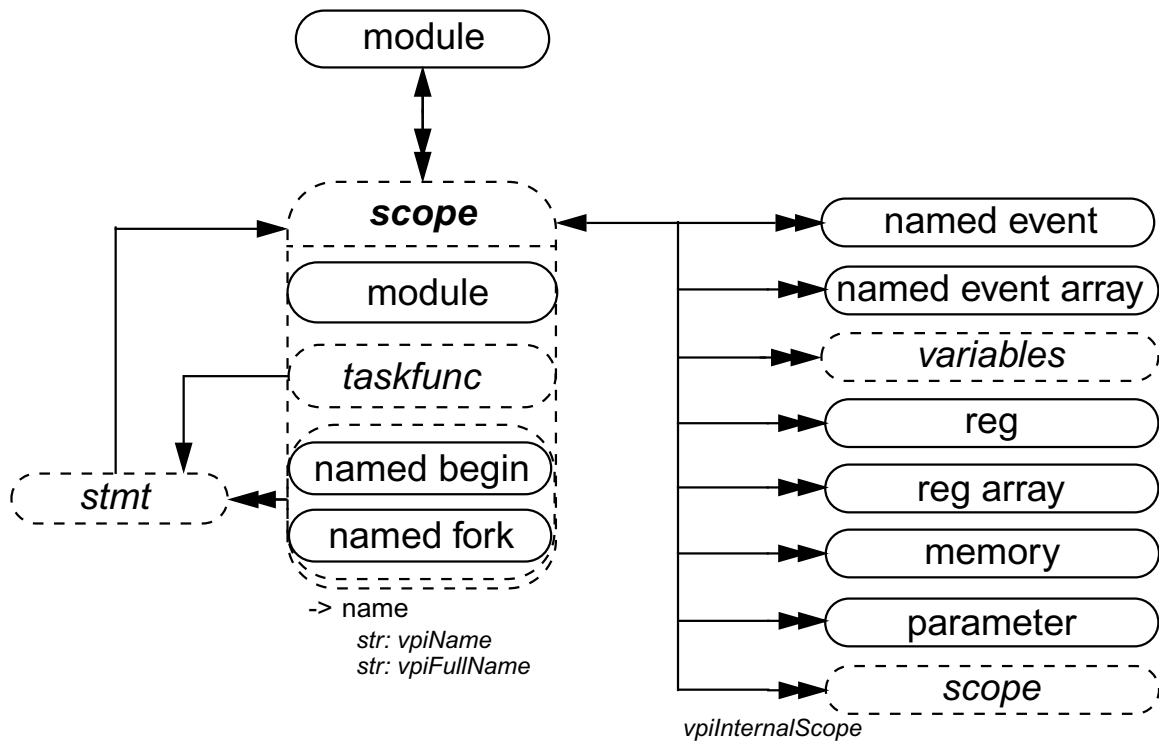 module
scope
module
taskfunc
named begin
named fork
stmt
-> name
str: vpiName
str: vpiFullName
named event
named event array
variables
reg
reg array
memory
parameter
scope
vpiInternalScope